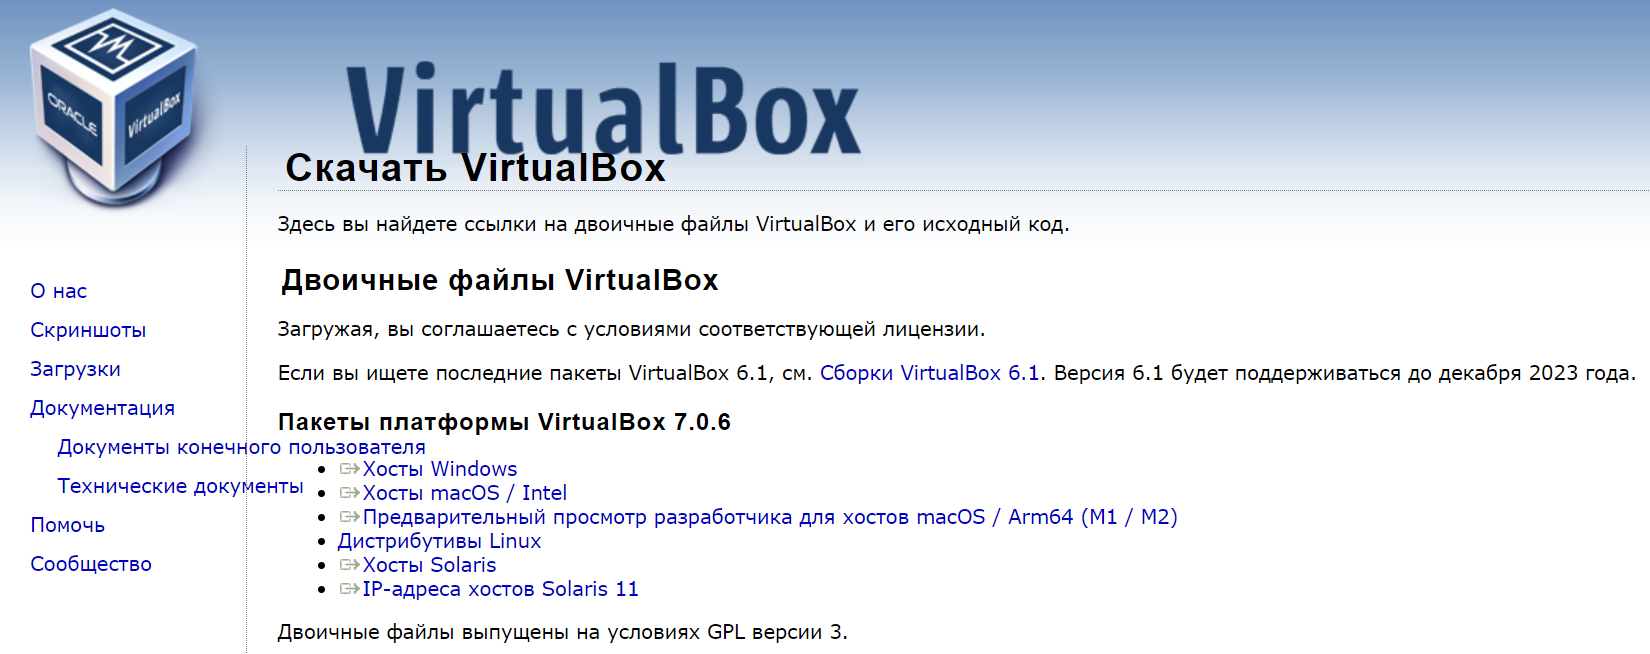 ORACLE
VirtualBox
VirtualBox
Скачать VirtualBox
Здесь вы найдете ссылки на двоичные файлы VirtualBox и его исходный код.
О нас
Скриншоты
Загрузки
Документация
Документы конечного пользователя
Технические документы
Помочь
Сообщество
Двоичные файлы VirtualBox
Загружая, вы соглашаетесь с условиями соответствующей лицензии.
Если вы ищете последние пакеты VirtualBox 6.1, см. Сборки VirtualBox 6.1. Версия 6.1 будет поддерживаться до декабря 2023 года.
Пакеты платформы VirtualBox 7.0.6
Хосты Windows
Хосты macOS / Intel
Предварительный просмотр разработчика для хостов macOS / Arm64 (M1 / M2)
Дистрибутивы Linux
Хосты Solaris
IP-адреса хостов Solaris 11
Двоичные файлы выпущены на условиях GPL версии 3.